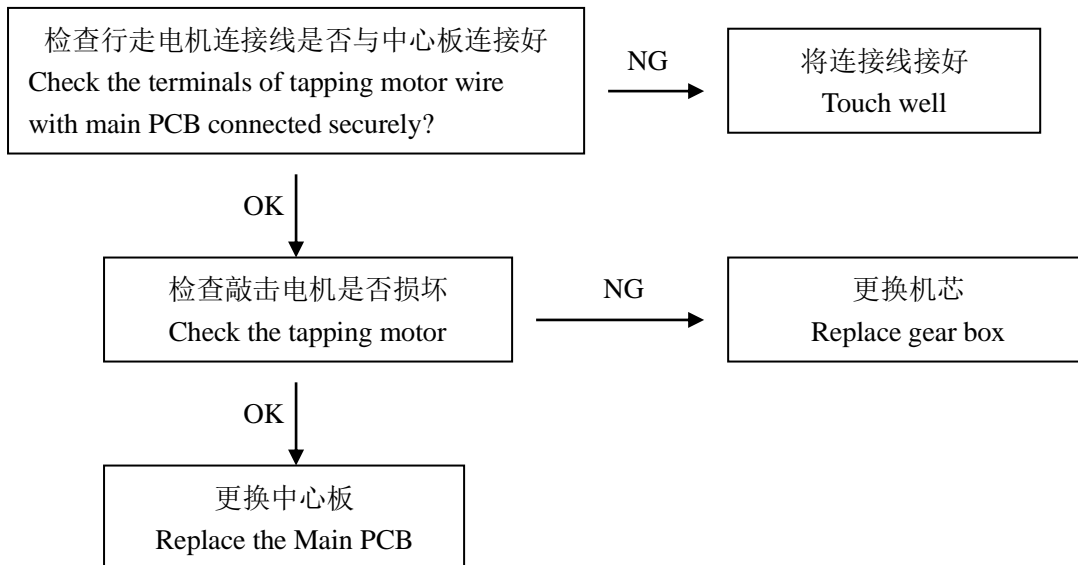 检查行走电机连接线是否与中心板连接好
Check the terminals of tapping motor wire
with main PCB connected securely?
NG
将连接线接好
Touch well
OK
检查敲击电机是否损坏
Check the tapping motor
NG
更换机芯
Replace gear box
OK
更换中心板
Replace the Main PCB